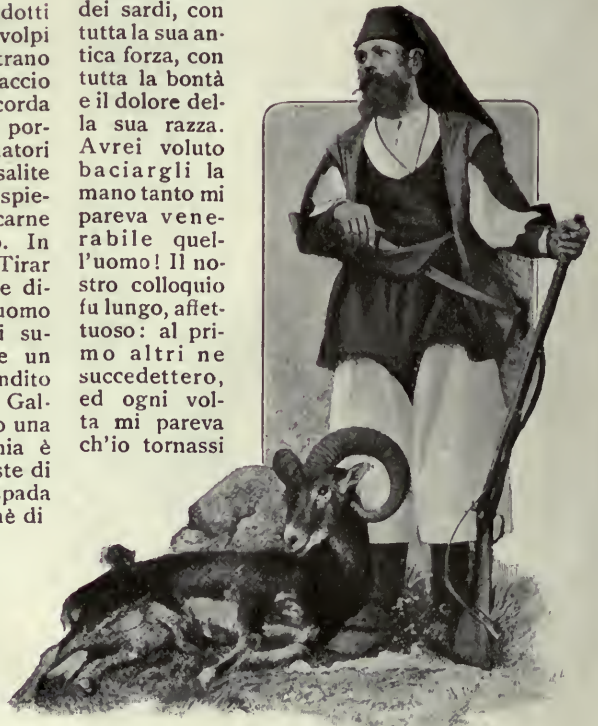 dotti
volpi
trano
accio
corda
por-
atori
salite
spie-
carne
. In
Tirar
e di-
uomo
i su-
e un
ndito
Gal-
o una
nia è
ste di
pada
nè di
dei sardi, con
tutta la sua an-
tica forza, con
tutta la bontà
e il dolore del-
la sua razza.
Avrei voluto
baciargli la
mano tanto mi
pareva vene-
rabile quel-
l'uomo! Il no-
stro colloquio
fu lungo, affet-
tuoso: al pri-
mo altri ne
succedettero,
ed ogni vol-
ta mi pareva
ch'io tornassi